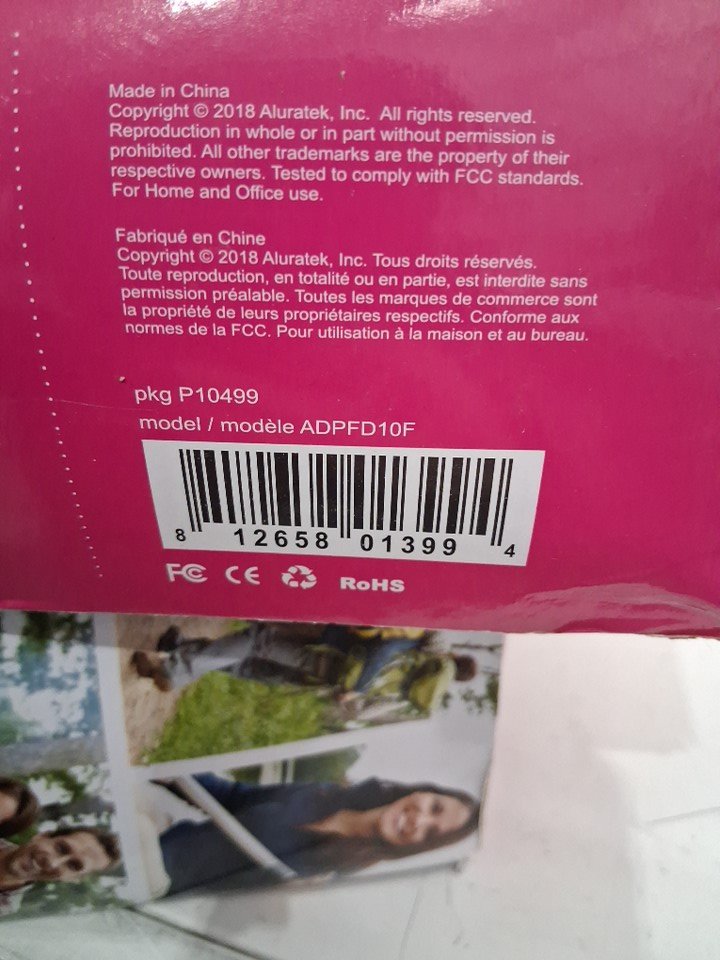 Made in China
Copyright © 2018 Aluratek, Inc. All rights reserved.
Reproduction in whole or in part without permission is
prohibited. All other trademarks are the property of their
respective owners. Tested to comply with FCC standards.
For Home and Office use.
Fabriqué en Chine
Copyright © 2018 Aluratek, Inc. Tous droits réservés.
Toute reproduction, en totalité ou en partie, est interdite sans
permission préalable. Toutes les marques de commerce sont
la propriété de leurs propriétaires respectifs. Conforme aux
normes de la FCC. Pour utilisation à la maison et au bureau.
pkg P10499
model / modèle ADPFD10F
8 12658 01399 4
FC CE RoHS